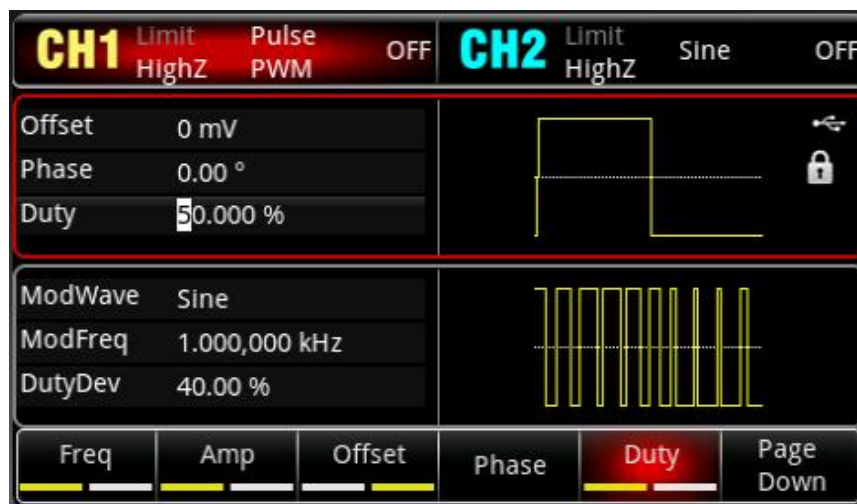 CH1 Limit Pulse OFF CH2 Limit Sine OFF
HighZ PWM HighZ
Offset 0 mV
Phase 0.00 °
Duty 50.000 %
ModWave Sine
ModFreq 1.000,000 kHz
DutyDev 40.00 %
Freq Amp Offset Phase Duty Page
Down